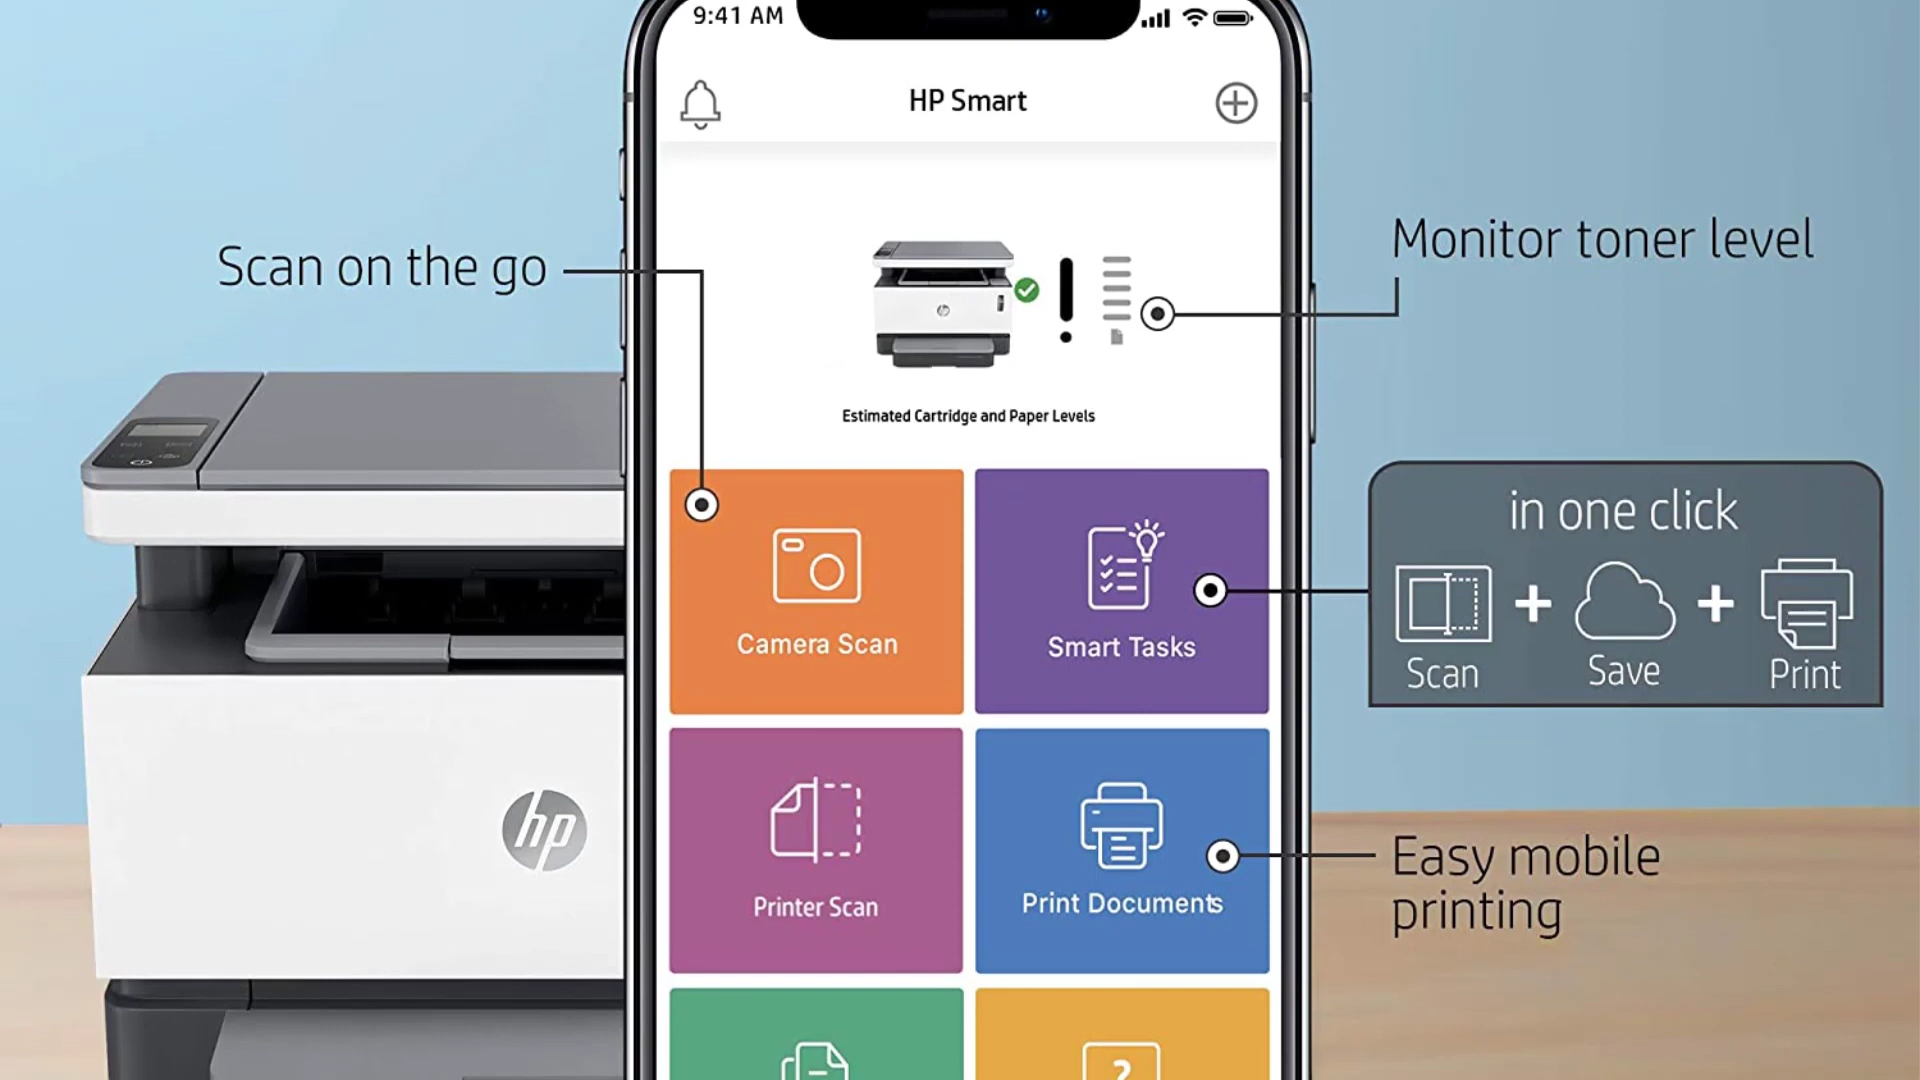 9:41 AM
HP Smart
Scan on the go
Monitor toner level
hp
Estimated Cartridge and Paper Levels
in one click
Scan + Save + Print
Camera Scan
Smart Tasks
Printer Scan
Print Documents
hp
Easy mobile
printing
?